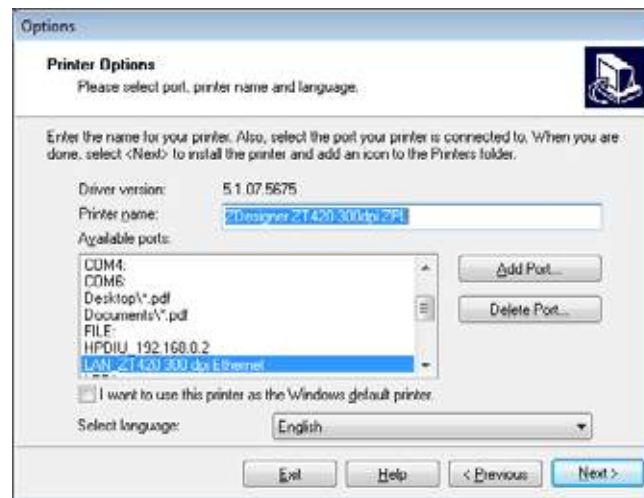 Options
Printer Options
Please select port, printer name and language.
Enter the name for your printer. Also, select the port your printer is connected to. When you are
done, select <Next> to install the printer and add an icon to the Printers folder.
Driver version: 5.1.07.5675
Printer name: ZDesigner ZT420-300dpi ZPL
Available ports:
COM4:
COM6:
Desktop\*.pdf
Documents\*.pdf
FILE:
HPDIU_192.168.0.2
LAN_ZT420 300 dpi Ethernet
Add Port...
Delete Port...
I want to use this printer as the Windows default printer.
Select language: English
Exit Help < Previous Next >